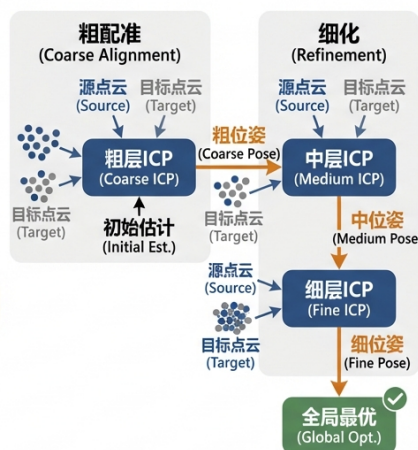 粗配准
(Coarse Alignment)
源点云
(Source)
目标点云
(Target)
粗层ICP
(Coarse ICP)
目标点云
(Target)
初始估计
(Initial Est.)
粗位姿
(Coarse Pose)
细化
(Refinement)
源点云
(Source)
目标点云
(Target)
中层ICP
(Medium ICP)
目标点云
(Target)
中位姿
(Medium Pose)
源点云
(Source)
细层ICP
(Fine ICP)
目标点云
(Target)
细位姿
(Fine Pose)
全局最优
(Global Opt.)